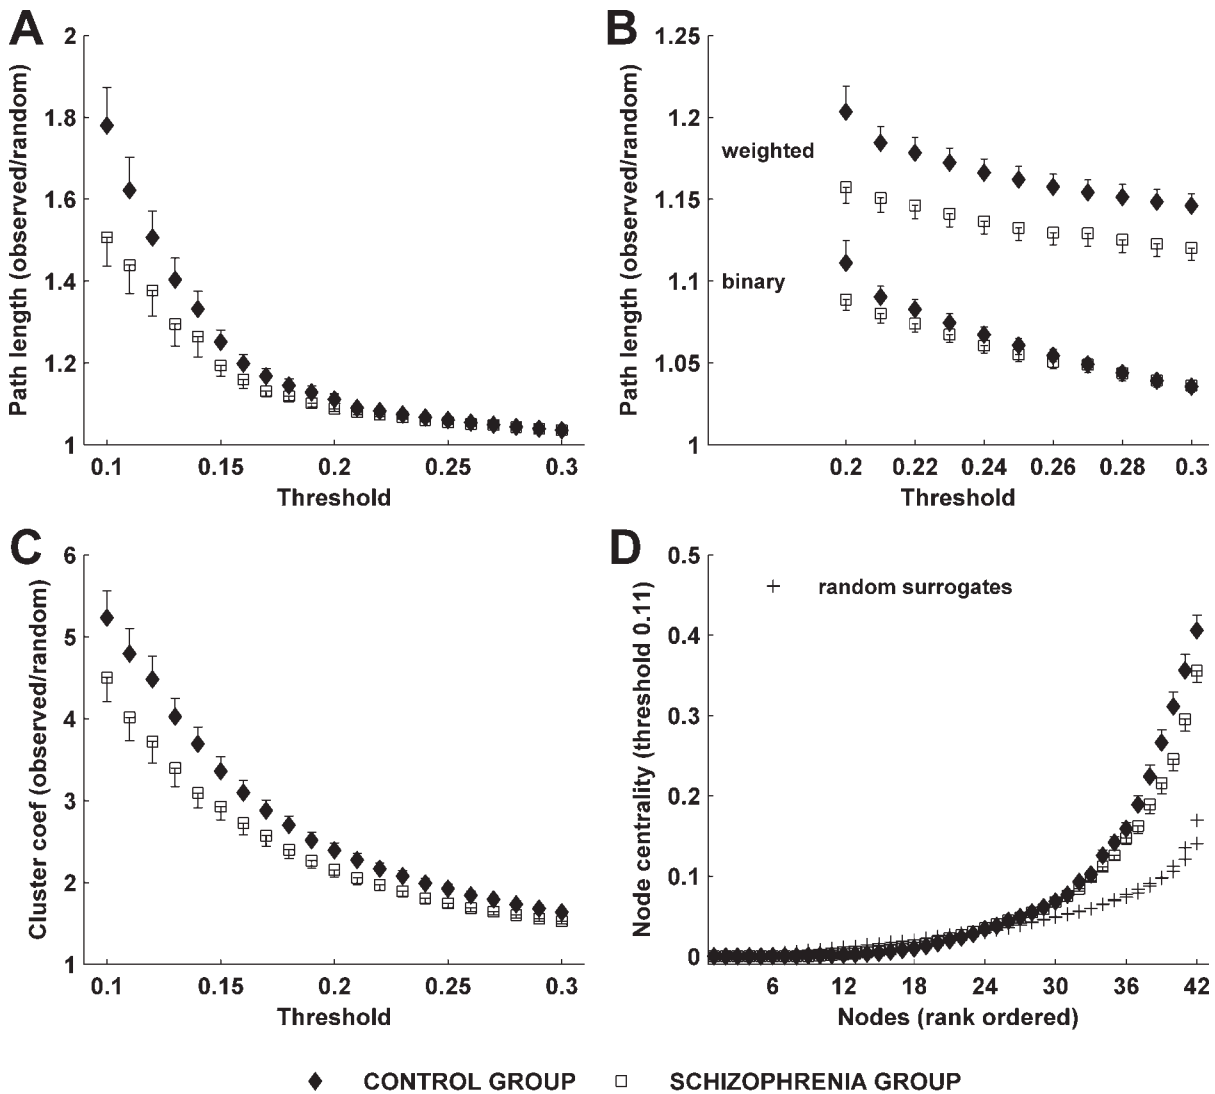 A
Path length (observed/random)
2
1.8
1.6
1.4
1.2
1
0.1 0.15 0.2 0.25 0.3
Threshold
B
Path length (observed/random)
1.25
1.2
1.15
1.1
1.05
1
weighted
binary
0.2 0.22 0.24 0.26 0.28 0.3
Threshold
C
Cluster coef (observed/random)
6
5
4
3
2
1
0.1 0.15 0.2 0.25 0.3
Threshold
D
Node centrality (threshold 0.11)
0.5
0.4
0.3
0.2
0.1
0
random surrogates
6 12 18 24 30 36 42
Nodes (rank ordered)
CONTROL GROUP
SCHIZOPHRENIA GROUP